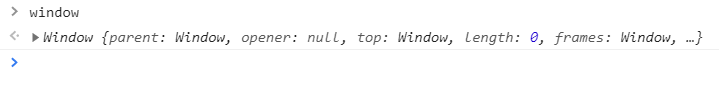 window
Window {parent: Window, opener: null, top: Window, length: 0, frames: Window, …}